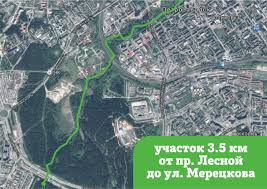 участок 3.5 км
от пр. Лесной
до ул. Мерецкова